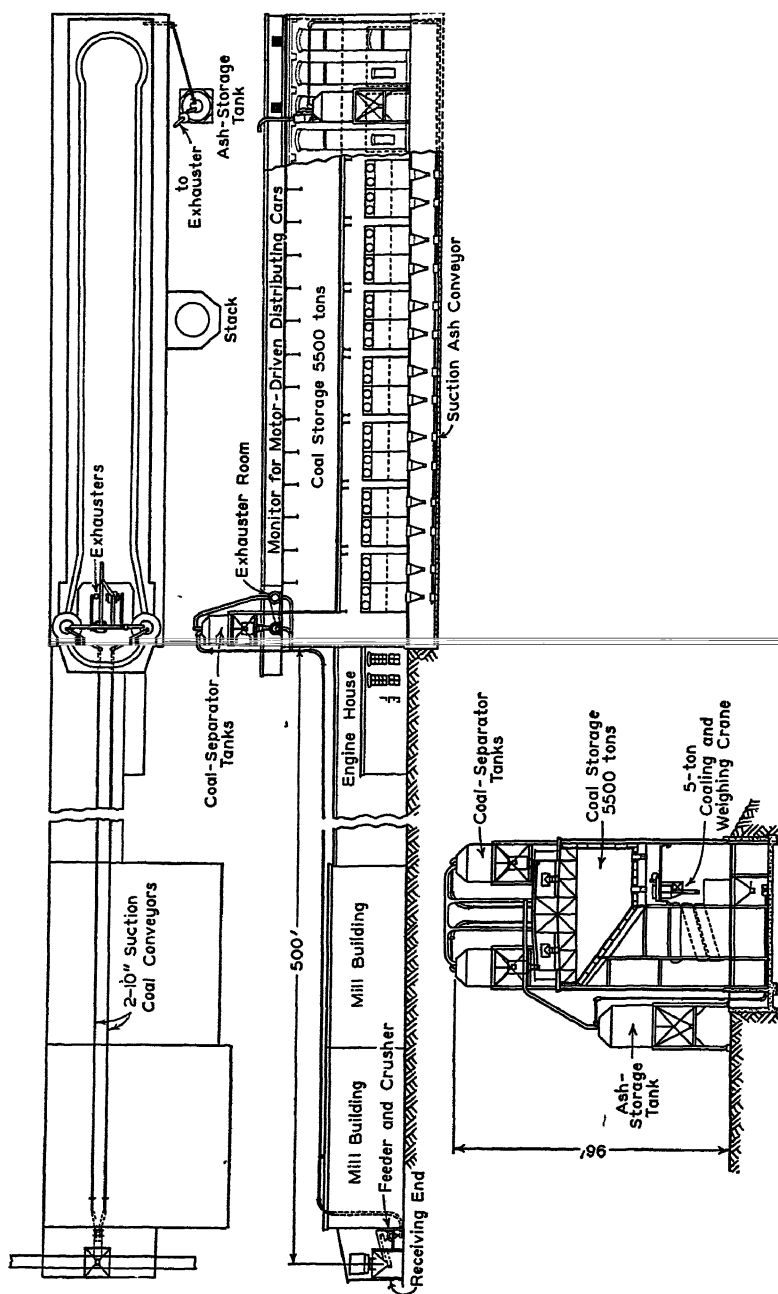 2-10" Suction
Coal Conveyors
Exhausters
to
Exhauster
Ash-Storage
Tank
Stack
500'
Mill Building
Mill Building
Feeder and Crusher
Receiving End
Coal-Separator
Tanks
Engine House
Exhauster Room
Monitor for Motor-Driven Distributing Cars
Coal Storage 5500 tons
Suction Ash Conveyor
96'
Ash-
Storage
Tank
Coal-Separator
Tanks
Coal Storage
5500 tons
5-ton
Coaling and
Weighing Crane